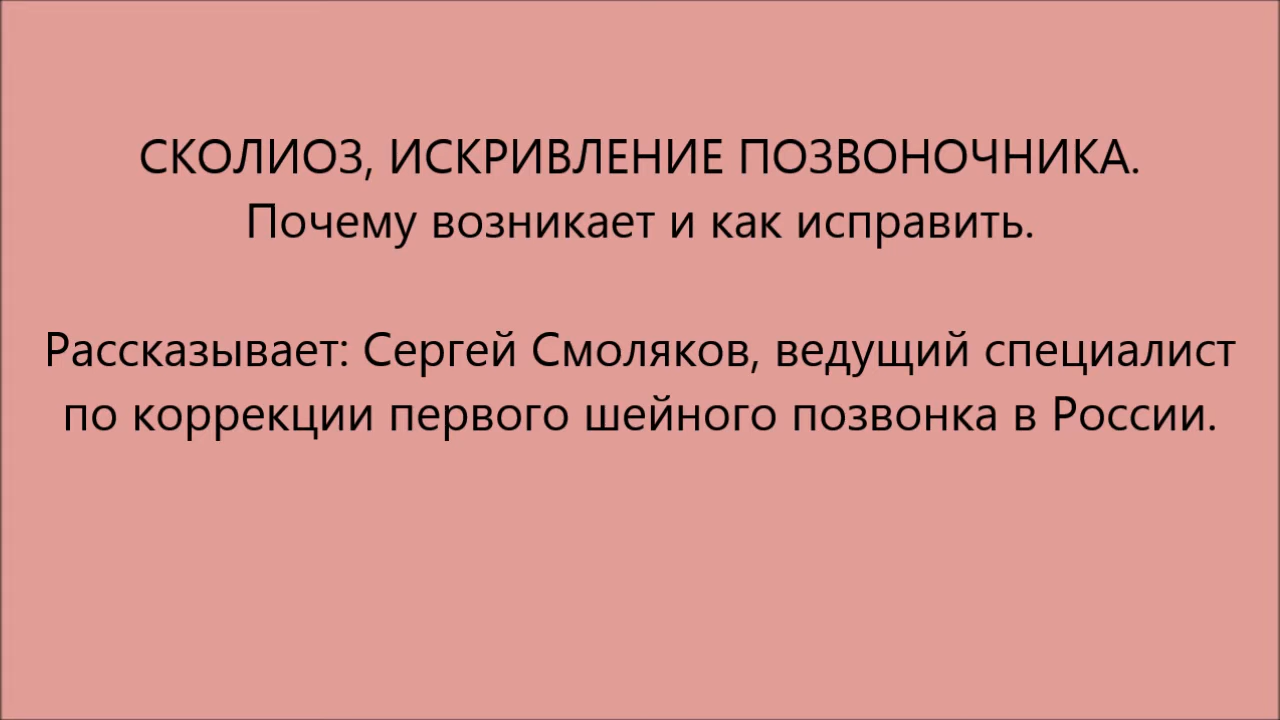 СКОЛИОЗ, ИСКРИВЛЕНИЕ ПОЗВОНОЧНИКА.
Почему возникает и как исправить.
Рассказывает: Сергей Смоляков, ведущий специалист
по коррекции первого шейного позвонка в России.